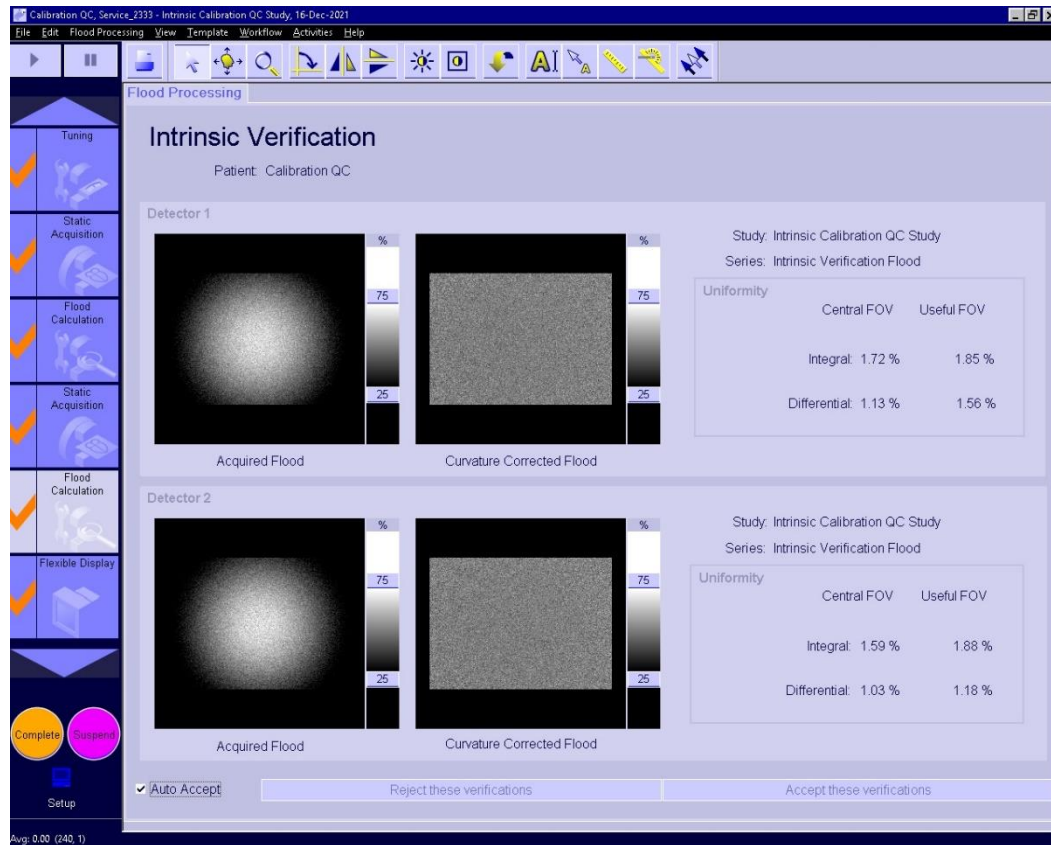 Calibration QC, Service_2333 - Intrinsic Calibration QC Study, 16-Dec-2021
File Edit Flood Processing View Template Workflow Activities Help
Flood Processing
Tuning
Static
Acquisition
Flood
Calculation
Static
Acquisition
Flood
Calculation
Flexible Display
Complete
Suspend
Setup
Avg: 0.00 (240, 1)
Intrinsic Verification
Patient: Calibration QC
Detector 1
%
75
25
Acquired Flood
%
75
25
Curvature Corrected Flood
Study: Intrinsic Calibration QC Study
Series: Intrinsic Verification Flood
Uniformity
Central FOV Useful FOV
Integral: 1.72 % 1.85 %
Differential: 1.13 % 1.56 %
Detector 2
%
75
25
Acquired Flood
%
75
25
Curvature Corrected Flood
Study: Intrinsic Calibration QC Study
Series: Intrinsic Verification Flood
Uniformity
Central FOV Useful FOV
Integral: 1.59 % 1.88 %
Differential: 1.03 % 1.18 %
Auto Accept
Reject these verifications
Accept these verifications